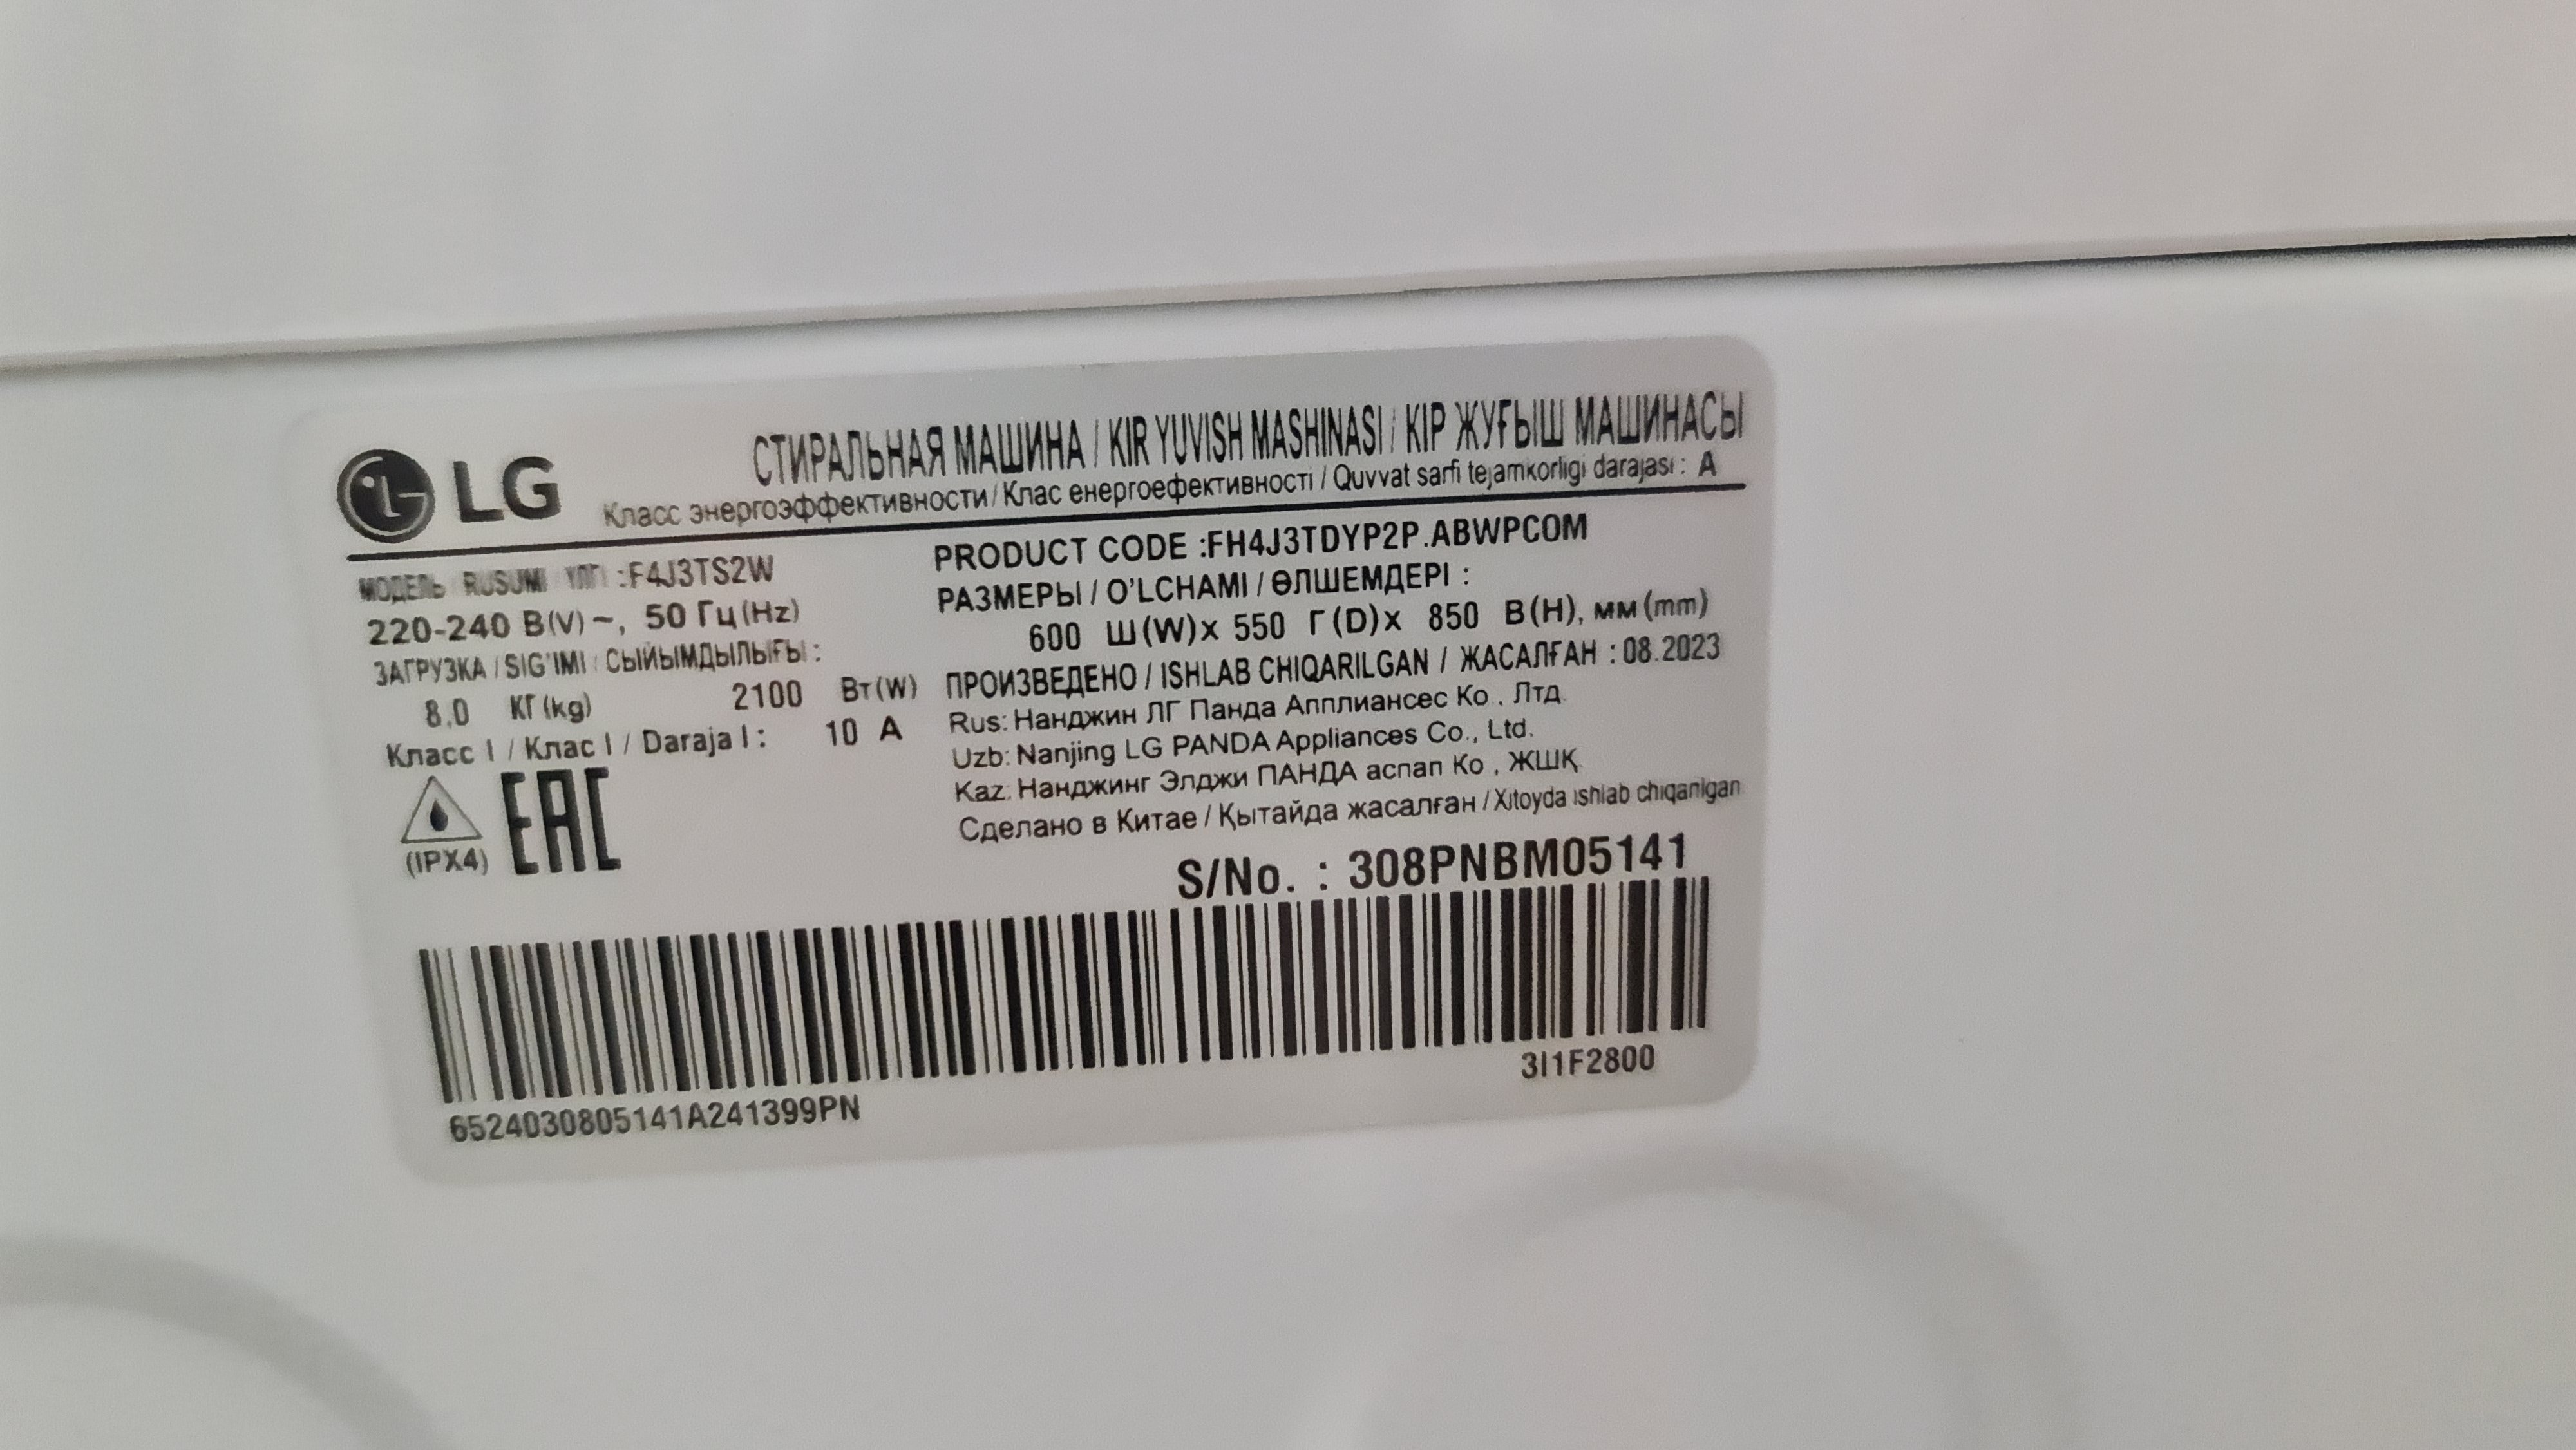 LG
СТИРАЛЬНАЯ МАШИНА / KIR YUVISH MASHINASI / КІР ЖУҒЫШ МАШИНАСЫ
Класс энергоэффективности / Клас енергоефективності / Quvvat sarfi tejamkorligi darajasi : A
МОДЕЛЬ RUSUMI ҮЛГІ :F4J3TS2W
220-240 В(V) ~, 50 Гц(Hz)
ЗАГРУЗКА / SIG'IMI / СЫЙЫМДЫЛЫҒЫ :
8,0 КГ (kg) 2100 Вт(W)
Класс I / Клас I / Daraja I : 10 A
(IPX4)
EAC
PRODUCT CODE :FH4J3TDYP2P.ABWPCOM
РАЗМЕРЫ / O'LCHAMI / ӨЛШЕМДЕРІ :
600 Ш(W)x 550 Г(D)x 850 В(H), мм(mm)
ПРОИЗВЕДЕНО / ISHLAB CHIQARILGAN / ЖАСАЛҒАН : 08.2023
Rus: Нанджин ЛГ Панда Апплиансес Ко., Лтд.
Uzb: Nanjing LG PANDA Appliances Co., Ltd.
Kaz: Нанджинг Элджи ПАНДА аспап Ко , ЖШҚ
Сделано в Китае / Қытайда жасалған / Xitoyda ishlab chiqarilgan
S/No. : 308PNBM05141
3I1F2800
6524030805141A241399PN